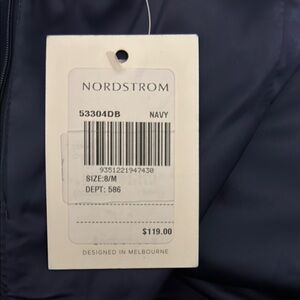 NORDSTROM
53304DB NAVY
9351221947430
SIZE:8/M
DEPT: 586
$119.00
DESIGNED IN MELBOURNE